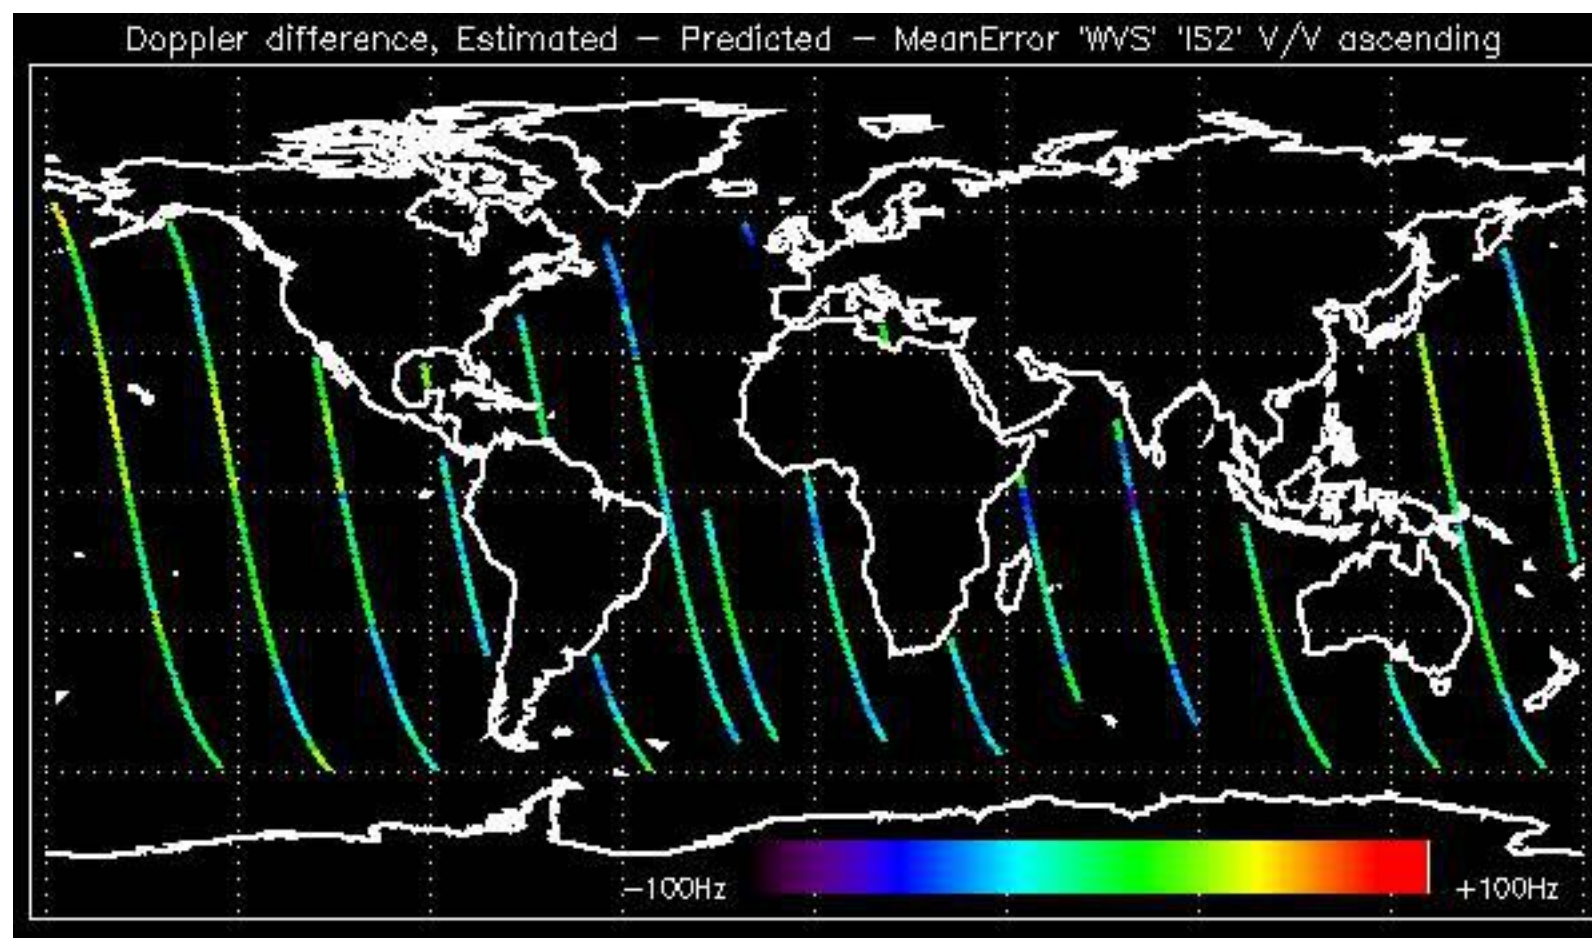 Doppler difference, Estimated — Predicted — MeanError 'WVS' 'IS2' V/V ascending
−100Hz +100Hz